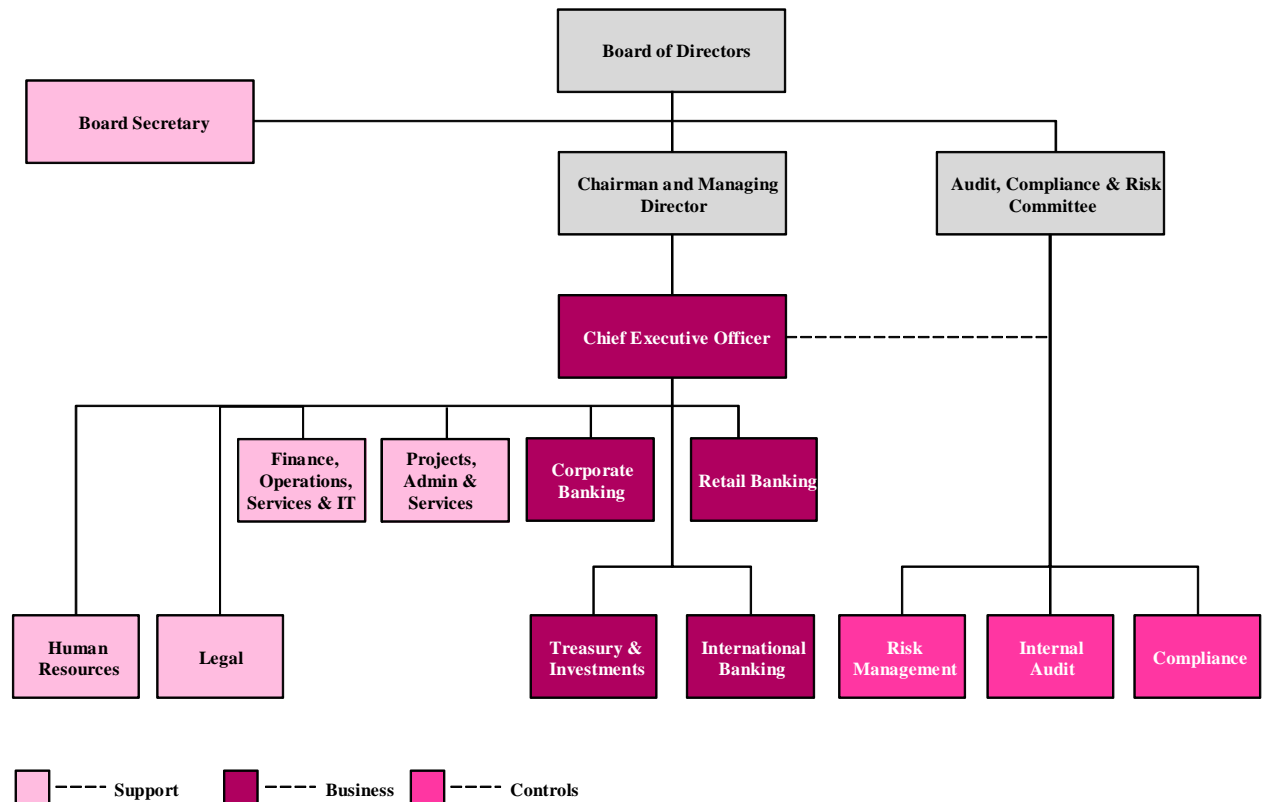 Board of Directors
Board Secretary
Chairman and Managing
Director
Audit, Compliance & Risk
Committee
Chief Executive Officer
Finance,
Operations,
Services & IT
Projects,
Admin &
Services
Corporate
Banking
Retail Banking
Human
Resources
Legal
Treasury &
Investments
International
Banking
Risk
Management
Internal
Audit
Compliance
Support
Business
Controls